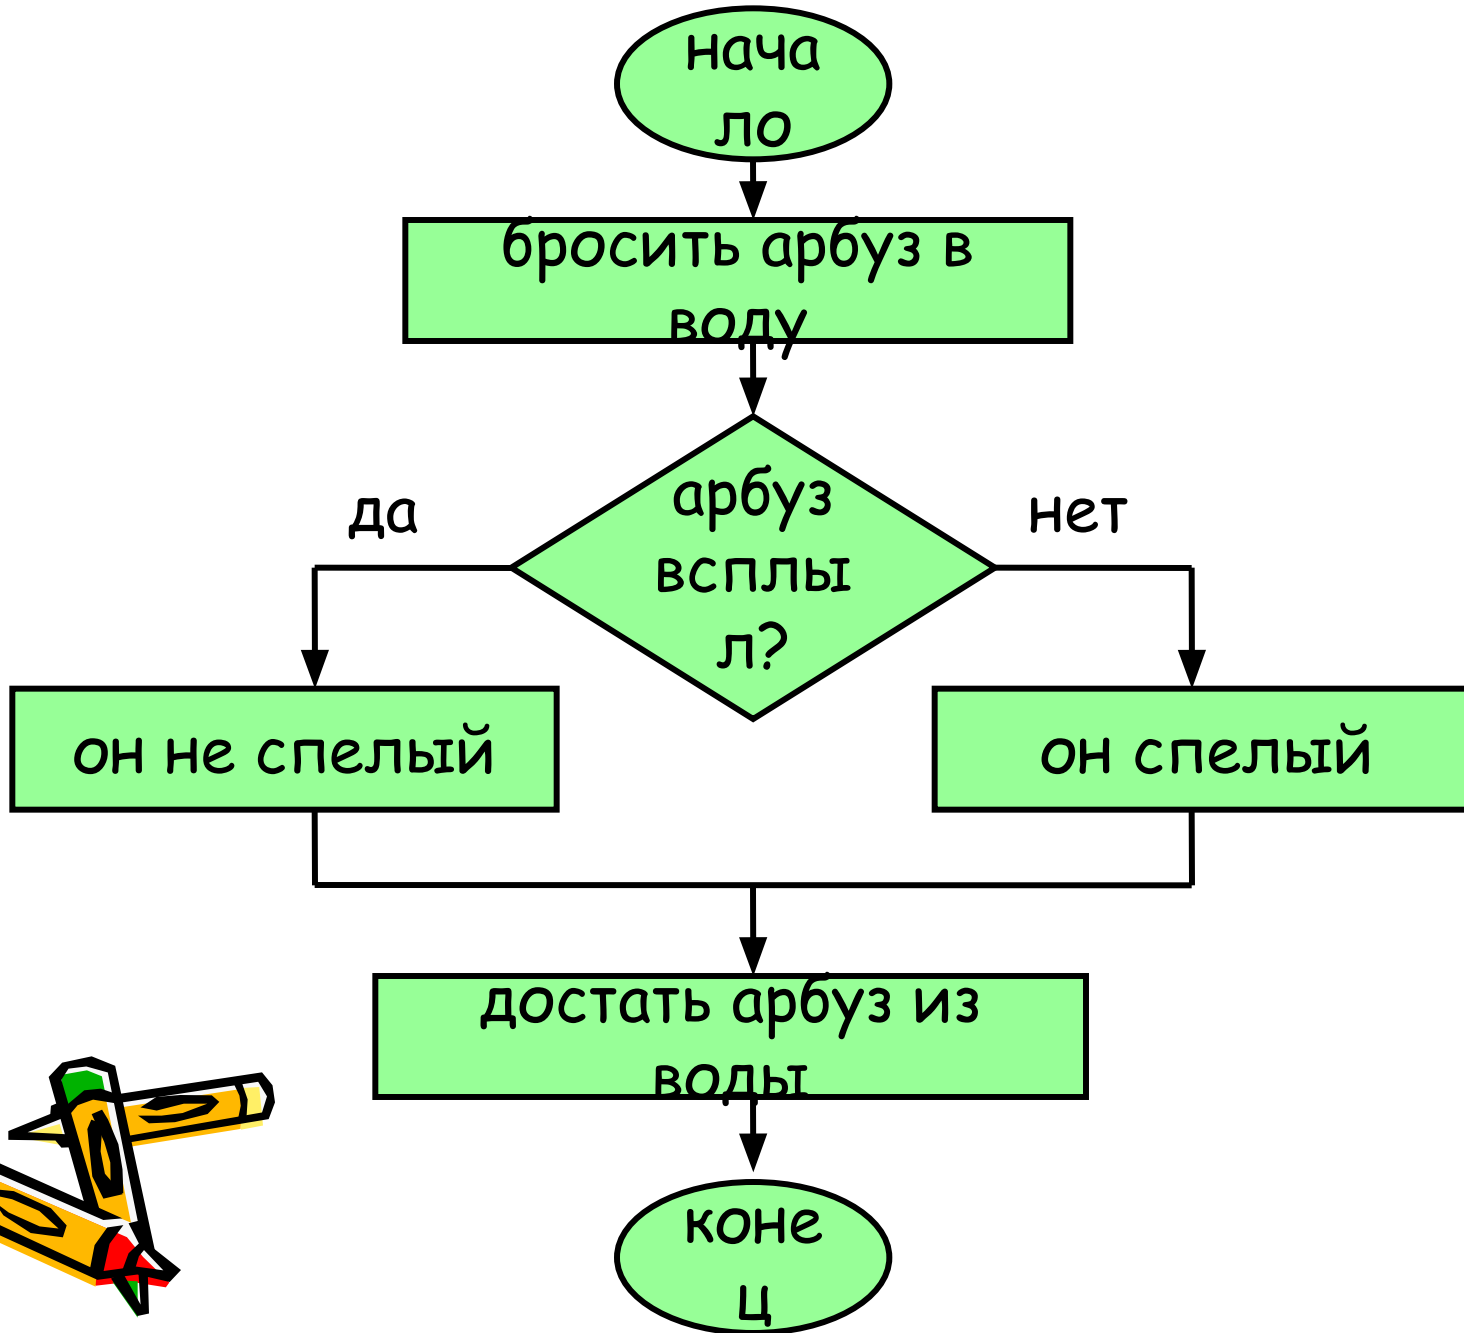 нача
ло
бросить арбуз в
воду
да
арбуз
всплы
л?
нет
он не спелый
он спелый
достать арбуз из
воды
коне
ц